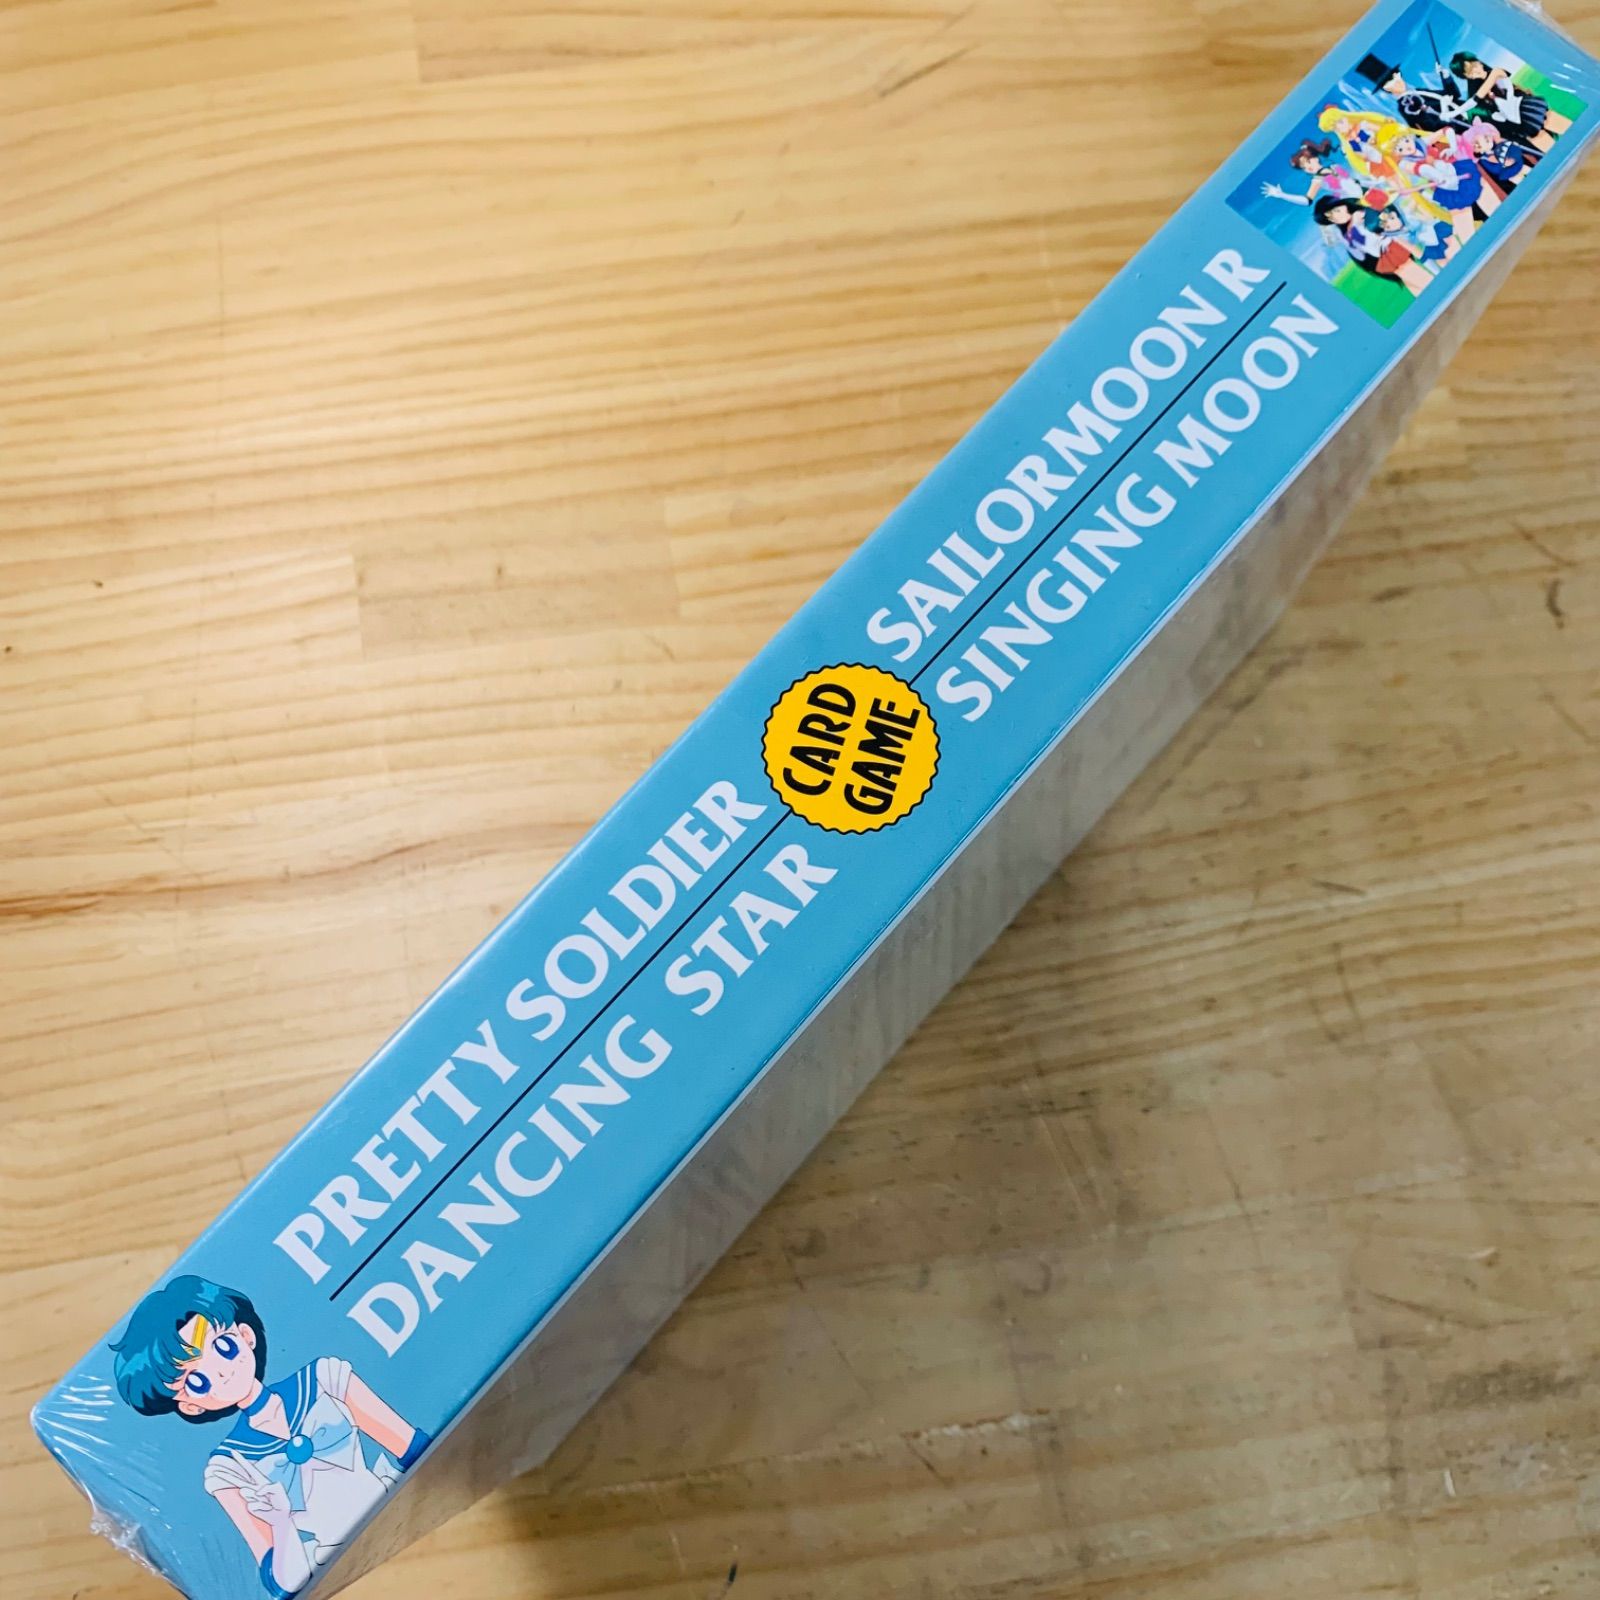 PRETTY SOLDIER SAILORMOON R
DANCING STAR SINGING MOON
CARD
GAME